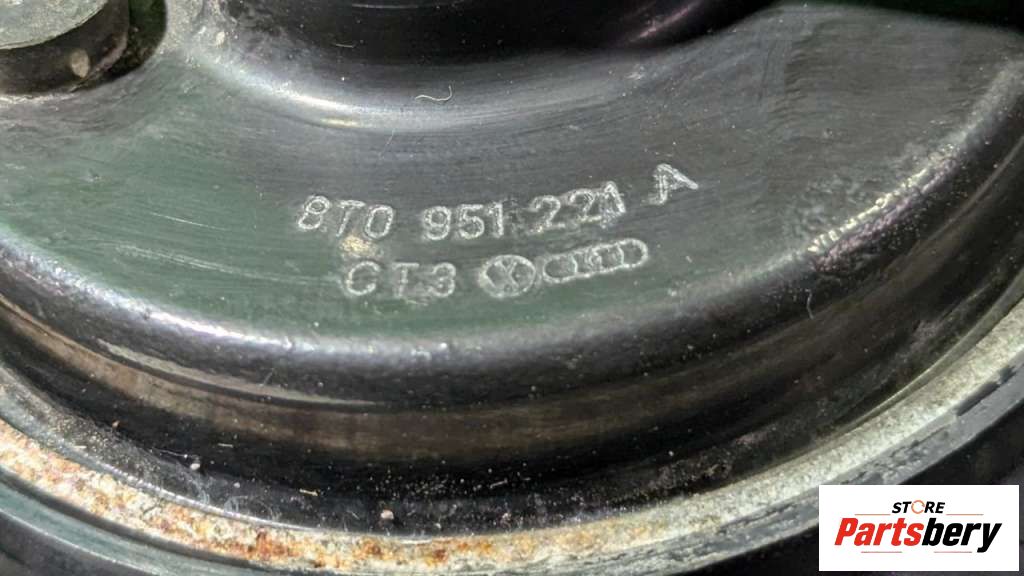 8T0 951 221 A
CT3
STORE
Partsbery